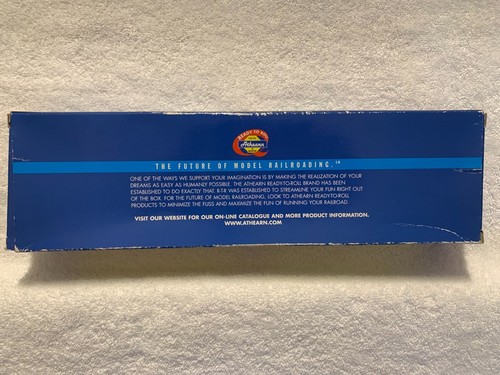 READY TO ROLL
Athearn
THE FUTURE OF MODEL RAILROADING.™
ONE OF THE WAYS WE SUPPORT YOUR IMAGINATION IS BY MAKING THE REALIZATION OF YOUR
DREAMS AS EASY AS HUMANLY POSSIBLE. THE ATHEARN READY-TO-ROLL BRAND HAS BEEN
ESTABLISHED TO DO EXACTLY THAT. R-T-R WAS ESTABLISHED TO STREAMLINE YOUR FUN RIGHT OUT
OF THE BOX. FOR THE FUTURE OF MODEL RAILROADING, LOOK TO ATHEARN READY-TO-ROLL
PRODUCTS TO MINIMIZE THE FUSS AND MAXIMIZE THE FUN OF RUNNING YOUR RAILROAD.
VISIT OUR WEBSITE FOR OUR ON-LINE CATALOGUE AND MORE PRODUCT INFORMATION.
WWW.ATHEARN.COM